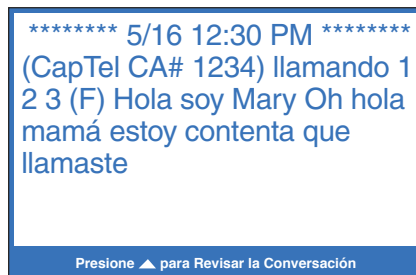 ******** 5/16 12:30 PM ********
(CapTel CA# 1234) llamando 1
2 3 (F) Hola soy Mary Oh hola
mamá estoy contenta que
llamaste
Presione ▲ para Revisar la Conversación